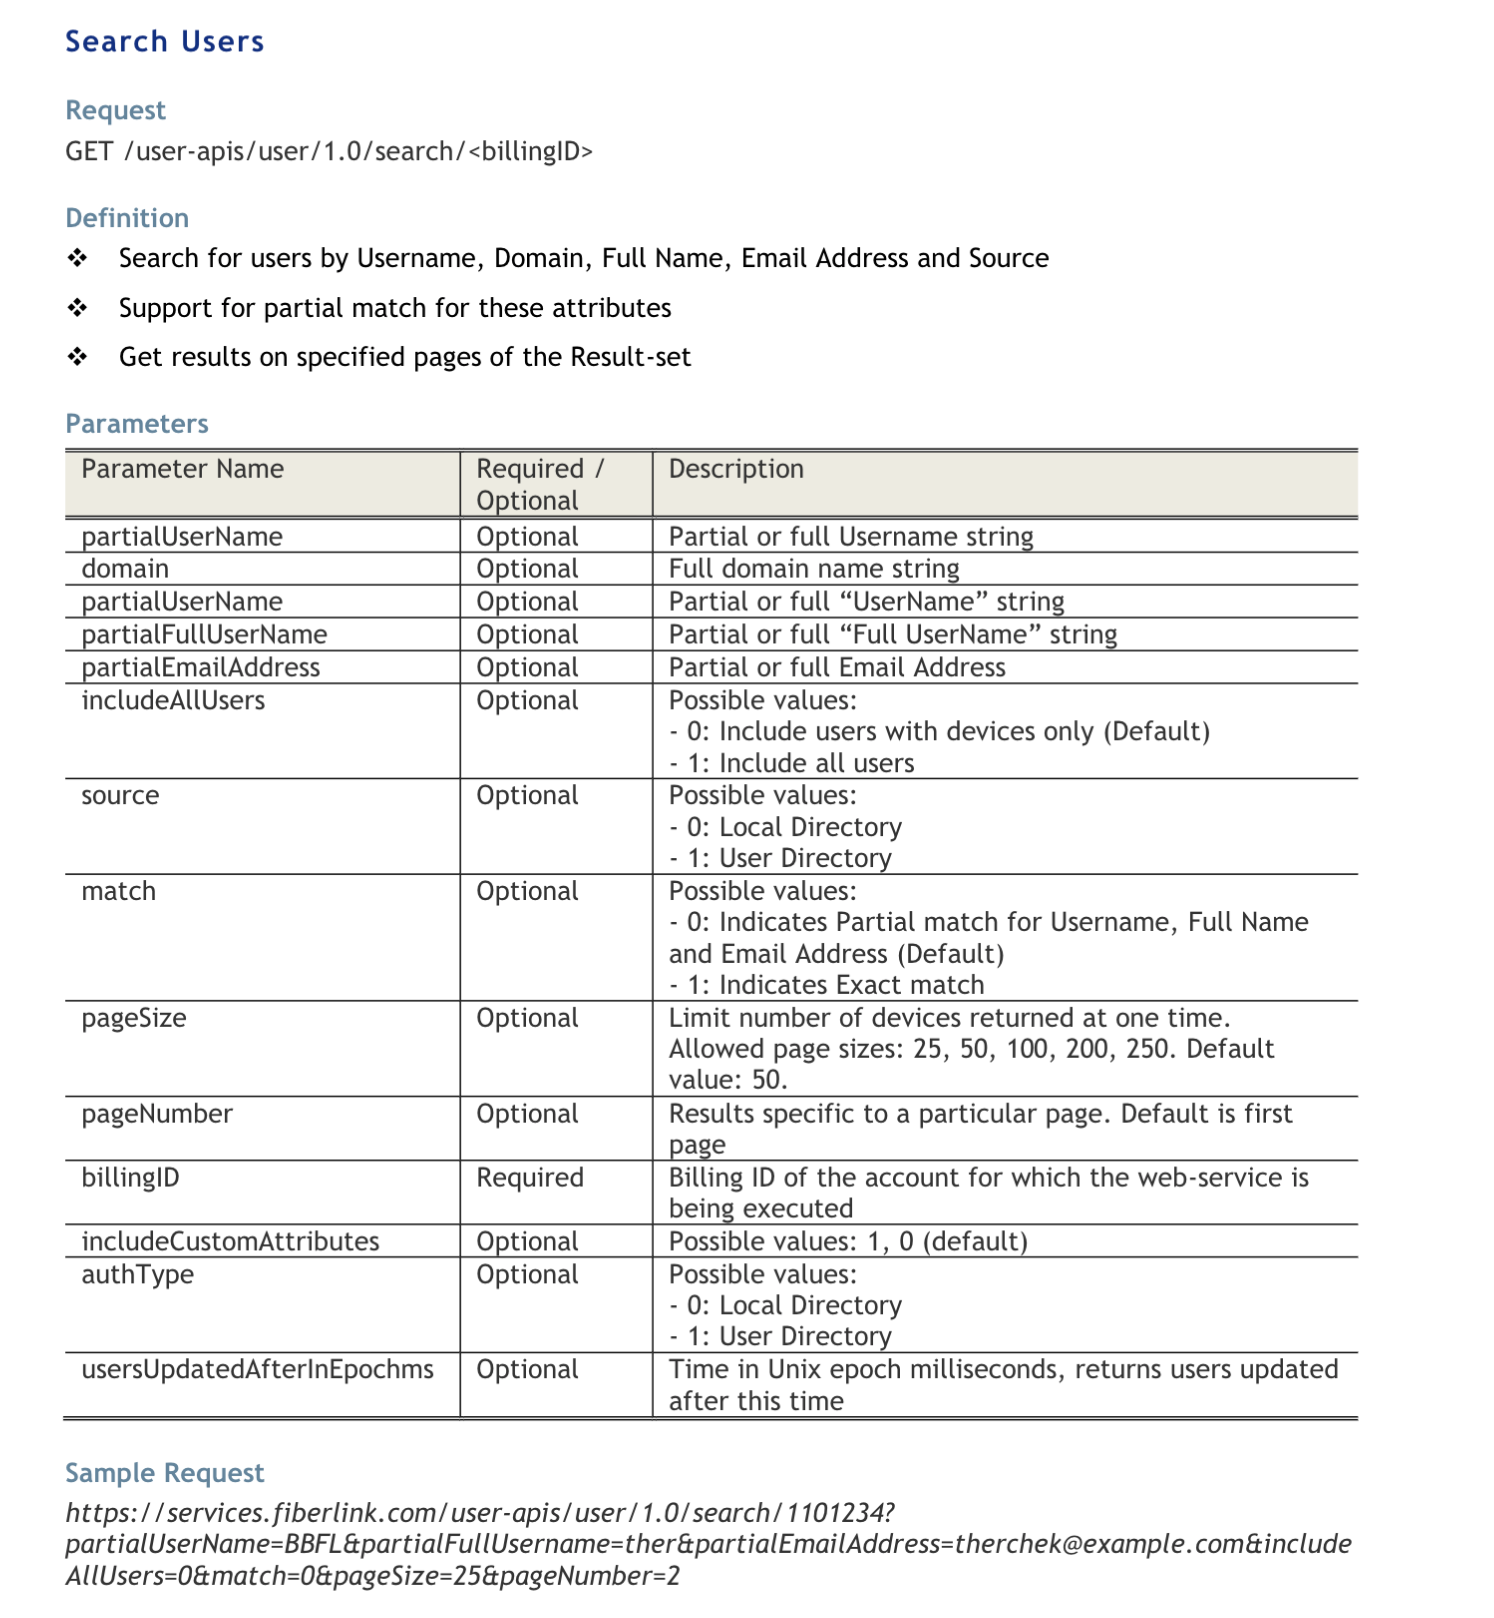 Search Users
Request
GET /user-apis/user/1.0/search/<billingID>
Definition
❖ Search for users by Username, Domain, Full Name, Email Address and Source
❖ Support for partial match for these attributes
❖ Get results on specified pages of the Result-set
Parameters
Parameter Name Required / Description
Optional
partialUserName Optional Partial or full Username string
domain Optional Full domain name string
partialUserName Optional Partial or full “UserName” string
partialFullUserName Optional Partial or full “Full UserName” string
partialEmailAddress Optional Partial or full Email Address
includeAllUsers Optional Possible values:
- 0: Include users with devices only (Default)
- 1: Include all users
source Optional Possible values:
- 0: Local Directory
- 1: User Directory
match Optional Possible values:
- 0: Indicates Partial match for Username, Full Name
and Email Address (Default)
- 1: Indicates Exact match
pageSize Optional Limit number of devices returned at one time.
Allowed page sizes: 25, 50, 100, 200, 250. Default
value: 50.
pageNumber Optional Results specific to a particular page. Default is first
page
billingID Required Billing ID of the account for which the web-service is
being executed
includeCustomAttributes Optional Possible values: 1, 0 (default)
authType Optional Possible values:
- 0: Local Directory
- 1: User Directory
usersUpdatedAfterInEpochms Optional Time in Unix epoch milliseconds, returns users updated
after this time
Sample Request
https://services.fiberlink.com/user-apis/user/1.0/search/1101234?
partialUserName=BBFL&partialFullUsername=ther&partialEmailAddress=therchek@example.com&include
AllUsers=0&match=0&pageSize=25&pageNumber=2